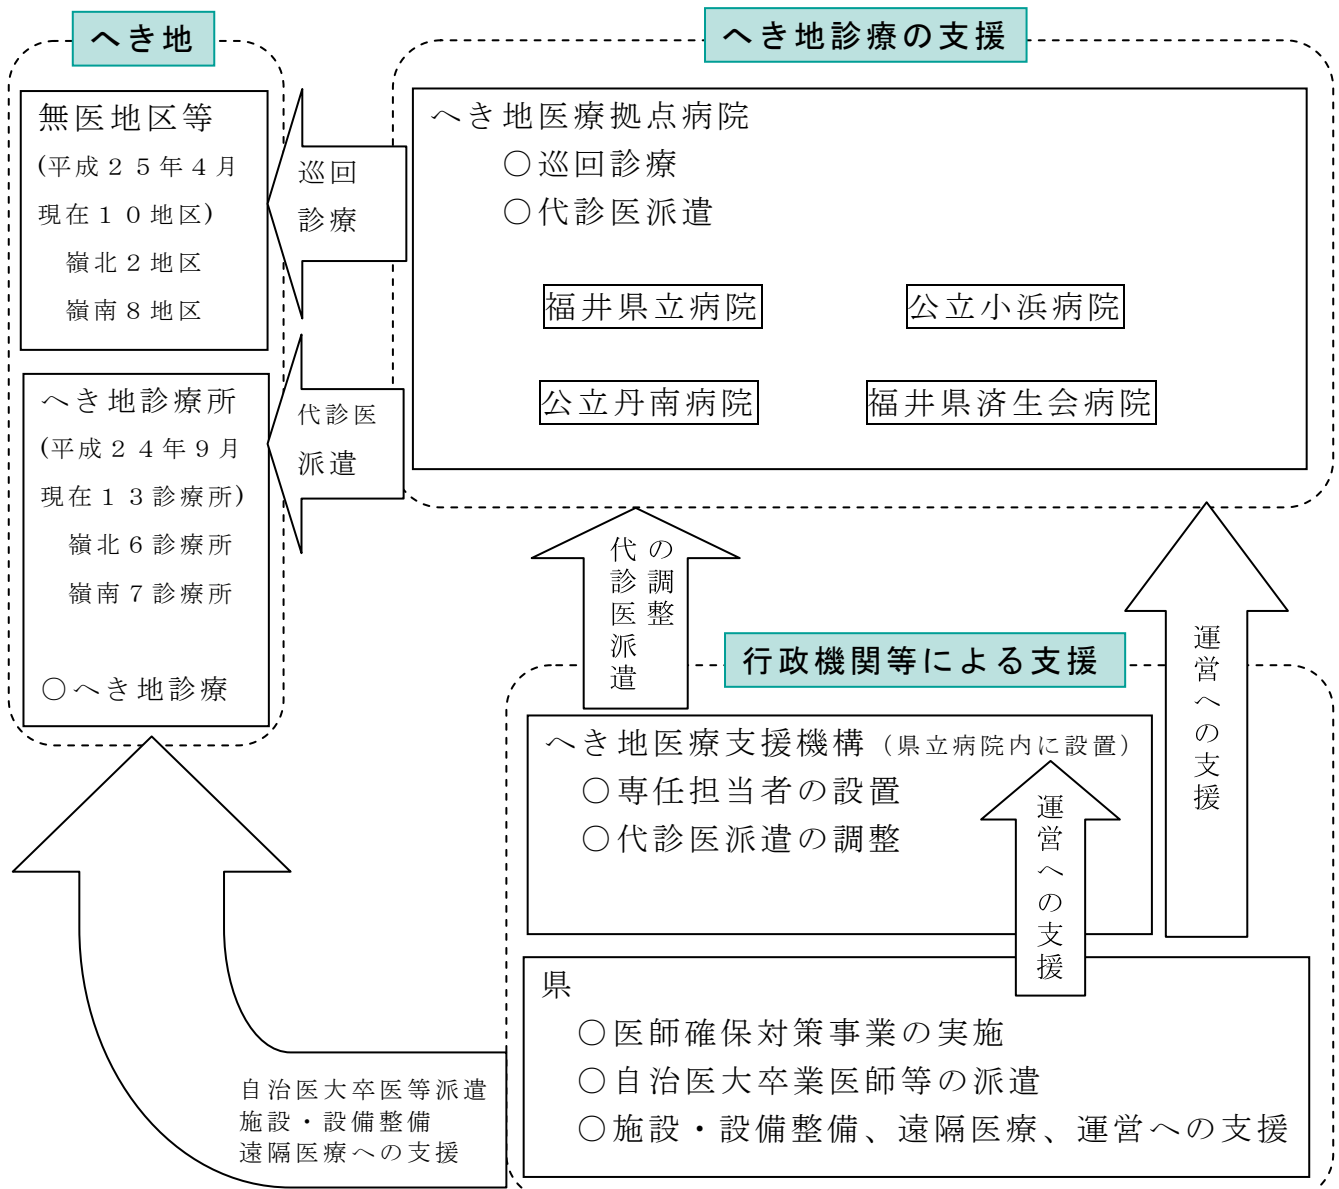 へき地
無医地区等
(平成２５年４月
現在１０地区)
嶺北２地区
嶺南８地区
へき地診療所
(平成２４年９月
現在１３診療所)
嶺北６診療所
嶺南７診療所
○へき地診療
巡回
診療
代診医
派遣
へき地診療の支援
へき地医療拠点病院
○巡回診療
○代診医派遣
福井県立病院
公立小浜病院
公立丹南病院
福井県済生会病院
代診医派遣
の調整
運営への支援
行政機関等による支援
へき地医療支援機構（県立病院内に設置）
○専任担当者の設置
○代診医派遣の調整
運営への支援
県
○医師確保対策事業の実施
○自治医大卒業医師等の派遣
○施設・設備整備、遠隔医療、運営への支援
自治医大卒医等派遣
施設・設備整備
遠隔医療への支援